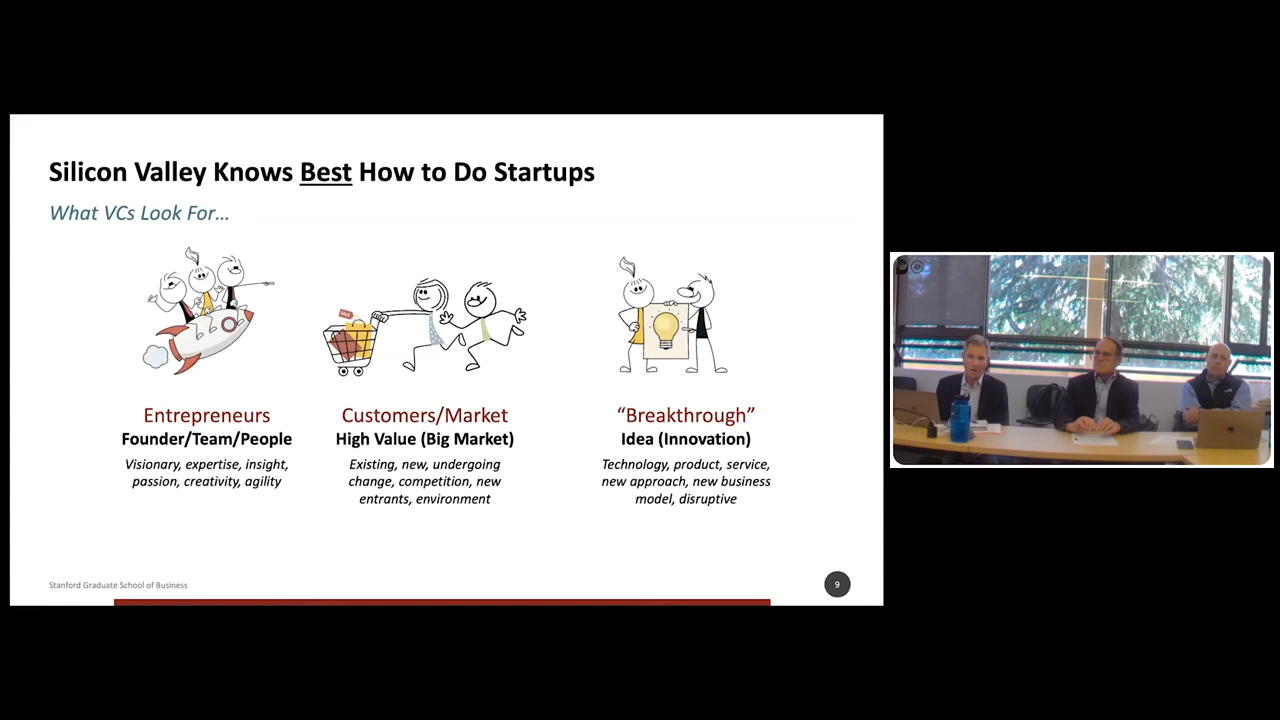 Silicon Valley Knows Best How to Do Startups
What VCs Look For...
SALE
Entrepreneurs
Founder/Team/People
Visionary, expertise, insight,
passion, creativity, agility
Customers/Market
High Value (Big Market)
Existing, new, undergoing
change, competition, new
entrants, environment
“Breakthrough”
Idea (Innovation)
Technology, product, service,
new approach, new business
model, disruptive
Stanford Graduate School of Business
9